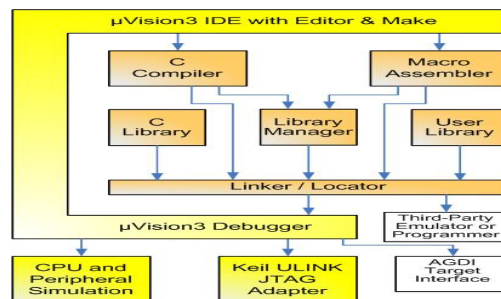 µVision3 IDE with Editor & Make
C
Compiler
Macro
Assembler
C
Library
Library
Manager
User
Library
Linker / Locator
µVision3 Debugger
Third-Party
Emulator or
Programmer
CPU and
Peripheral
Simulation
Keil ULINK
JTAG
Adapter
AGDI
Target
Interface